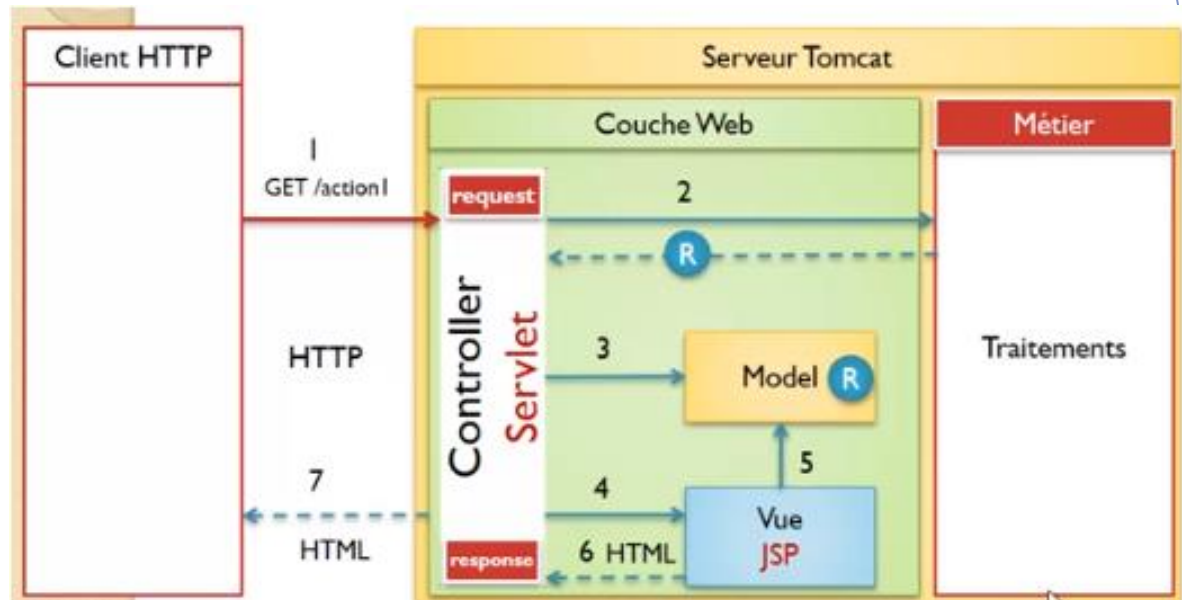 Client HTTP
Serveur Tomcat
Couche Web
Métier
1
GET /action1
request
2
R
Controller
Servlet
HTTP
3
Model R
Traitements
5
7
HTML
4
Vue
JSP
6 HTML
response